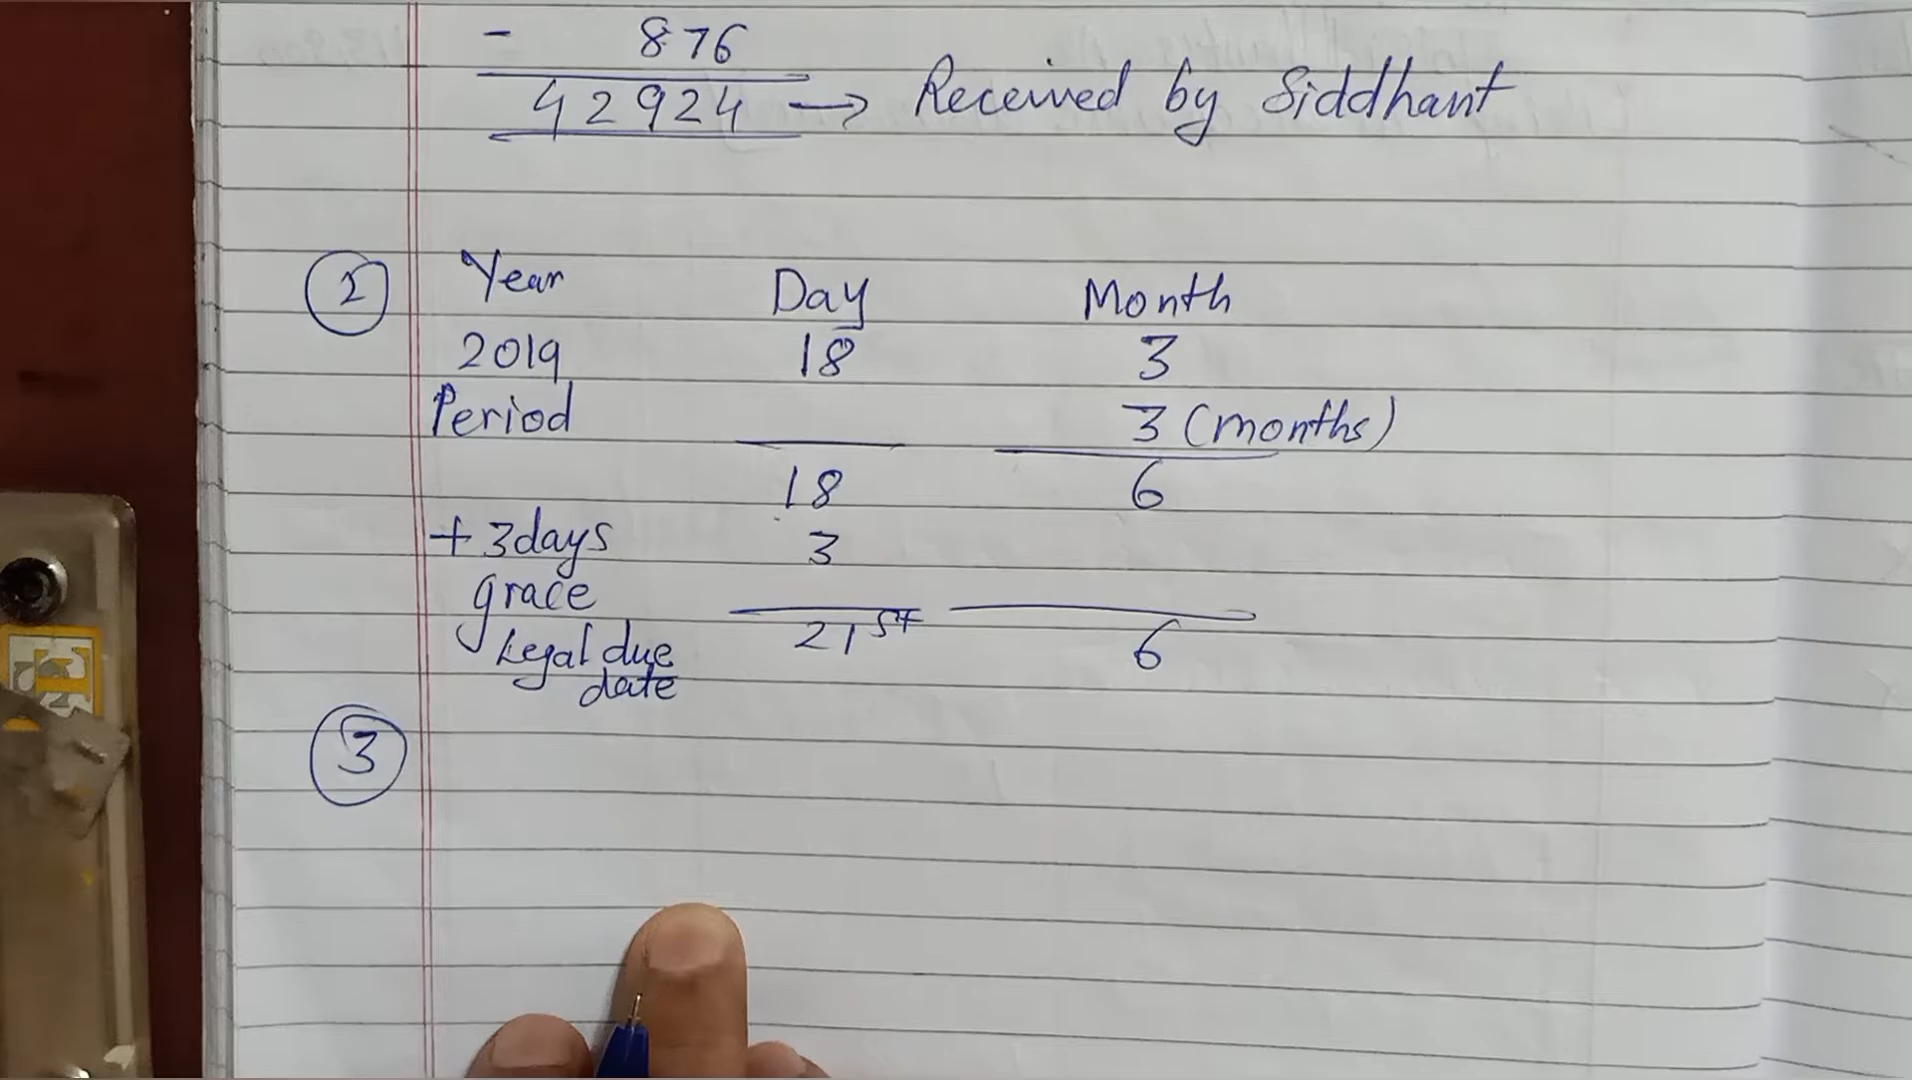 - 876
42924 → Received by Siddhant
2 Year Day Month
2019 18 3
Period 3 (months)
18 6
+ 3days 3
grace
Legal due 21st 6
date
3